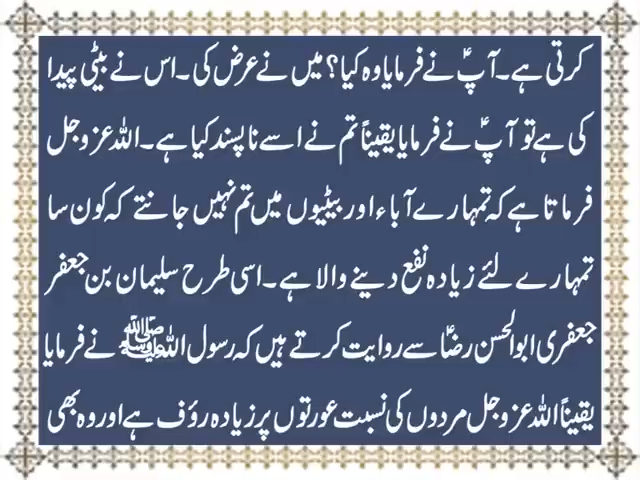 کرتی ہے۔ آپؑ نے فرمایا وہ کیا؟ میں نے عرض کی۔ اس نے بیٹی پیدا
کی ہے تو آپؑ نے فرمایا یقیناً تم نے اسے ناپسند کیا ہے۔ اللہ عزوجل
فرماتا ہے کہ تمہارے آباء اور بیٹیوں میں تم نہیں جانتے کہ کون سا
تمہارے لئے زیادہ نفع دینے والا ہے۔ اسی طرح سلیمان بن جعفر
جعفری ابوالحسن رضاؑ سے روایت کرتے ہیں کہ رسول اللہ ﷺ نے فرمایا
یقیناً اللہ عزوجل مردوں کی نسبت عورتوں پر زیادہ رؤف ہے اور وہ بھی